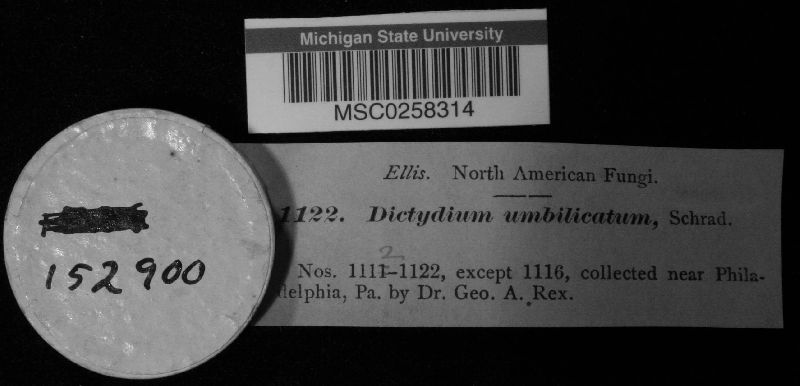 Michigan State University
MSC0258314
Ellis. North American Fungi.
1122. Dictydium umbilicatum, Schrad.
2
Nos. 1111–1122, except 1116, collected near Phila-
delphia, Pa. by Dr. Geo. A. Rex.
152900